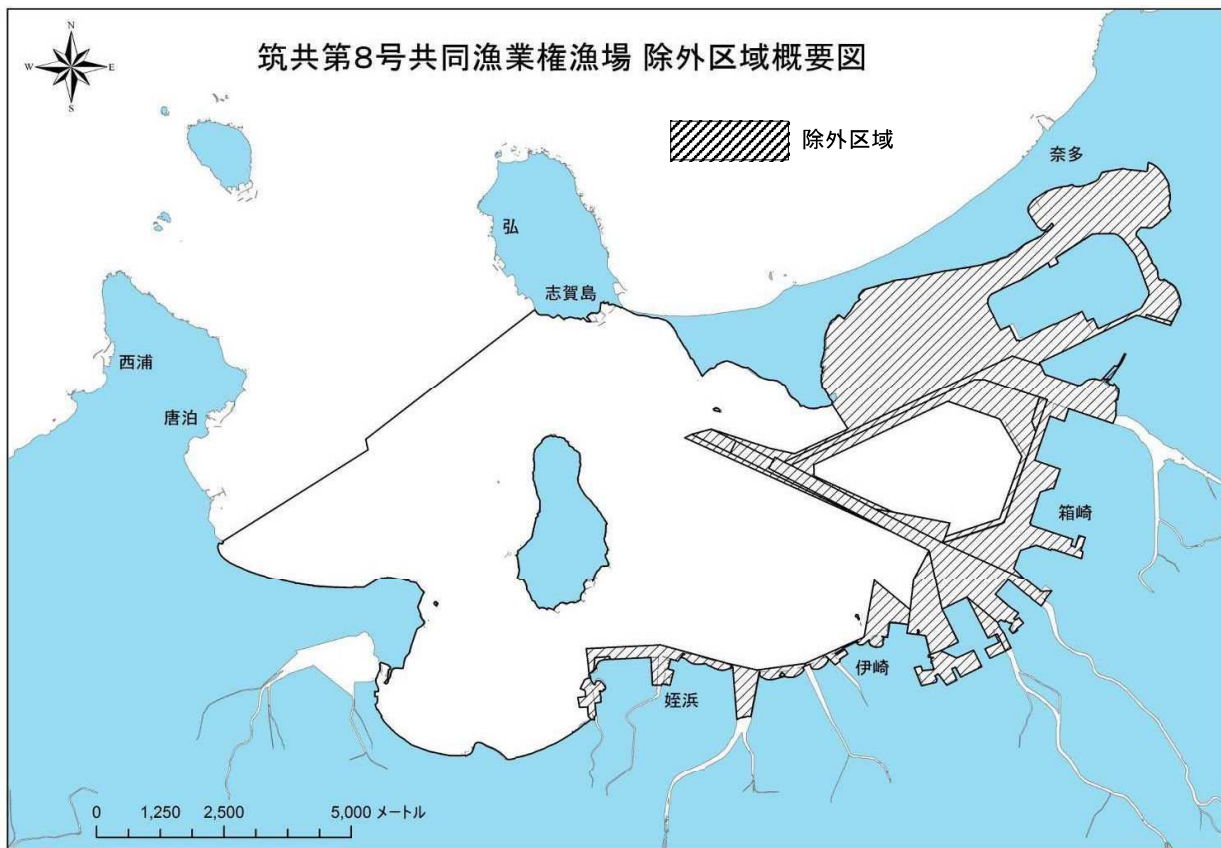 筑共第8号共同漁業権漁場 除外区域概要図
N
W
E
S
除外区域
奈多
弘
志賀島
西浦
唐泊
箱崎
伊崎
姪浜
0 1,250 2,500 5,000 メートル